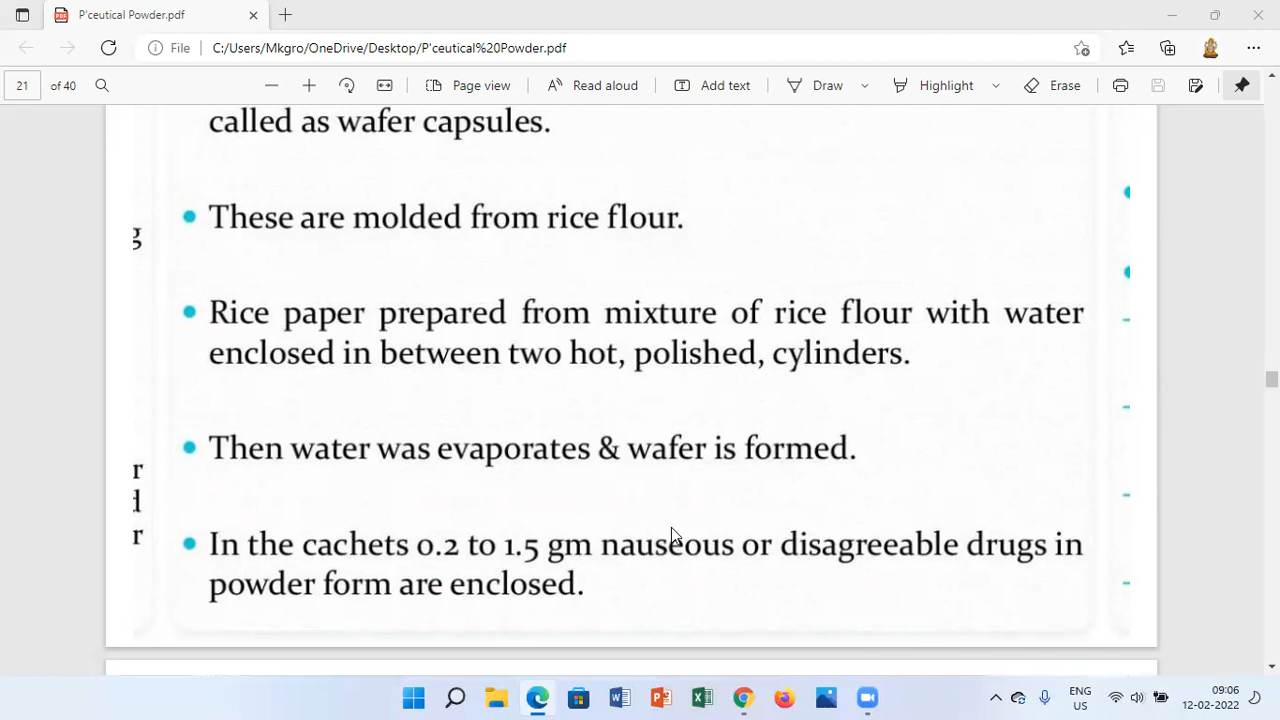 P'ceutical Powder.pdf
File
C:/Users/Mkgro/OneDrive/Desktop/P'ceutical%20Powder.pdf
21 of 40
Page view
Read aloud
Add text
Draw
Highlight
Erase
called as wafer capsules.
• These are molded from rice flour.
g
• Rice paper prepared from mixture of rice flour with water
enclosed in between two hot, polished, cylinders.
• Then water was evaporates & wafer is formed.
r
d
r
• In the cachets 0.2 to 1.5 gm nauseous or disagreeable drugs in
powder form are enclosed.
ENG
US
09:06
12-02-2022